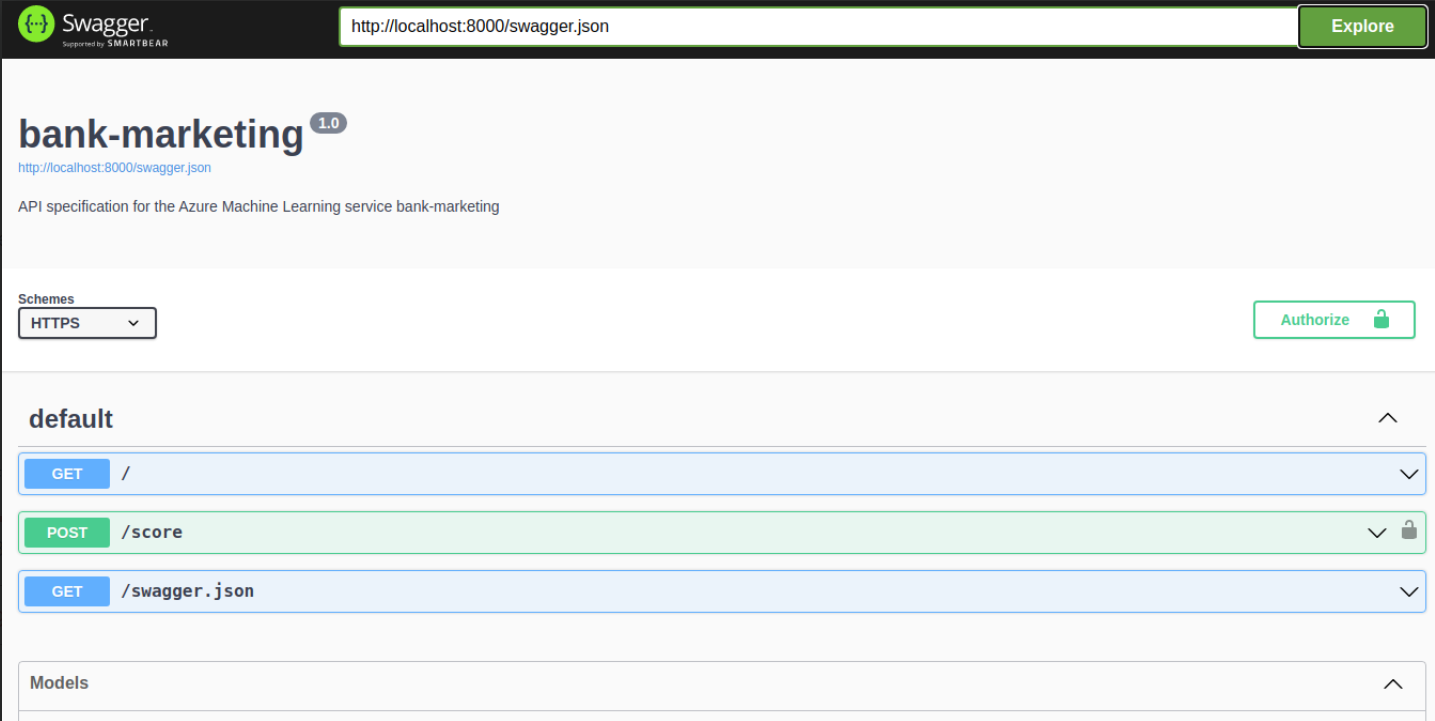 Swagger
Supported by SMARTBEAR
http://localhost:8000/swagger.json
Explore
bank-marketing 1.0
http://localhost:8000/swagger.json
API specification for the Azure Machine Learning service bank-marketing
Schemes
HTTPS
Authorize
default
GET /
POST /score
GET /swagger.json
Models